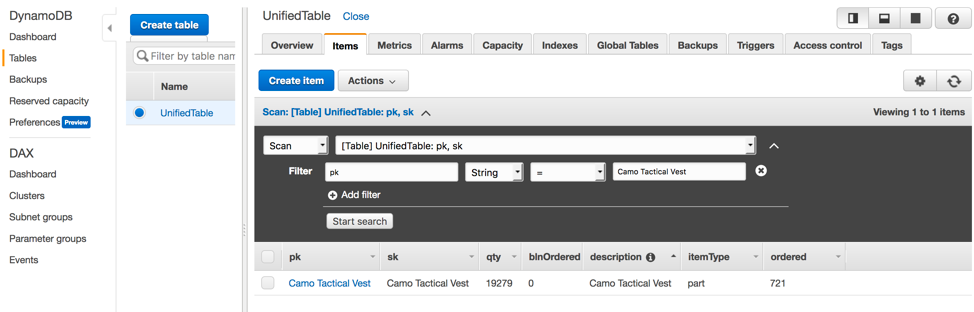 DynamoDB
Dashboard
Tables
Backups
Reserved capacity
Preferences Preview
DAX
Dashboard
Clusters
Subnet groups
Parameter groups
Events
Create table
Filter by table nam
Name
UnifiedTable
UnifiedTable Close
Overview Items Metrics Alarms Capacity Indexes Global Tables Backups Triggers Access control Tags
Create item Actions
Scan: [Table] UnifiedTable: pk, sk Viewing 1 to 1 items
Scan [Table] UnifiedTable: pk, sk
Filter pk String = Camo Tactical Vest
Add filter
Start search
pk sk qty blnOrdered description itemType ordered
Camo Tactical Vest Camo Tactical Vest 19279 0 Camo Tactical Vest part 721